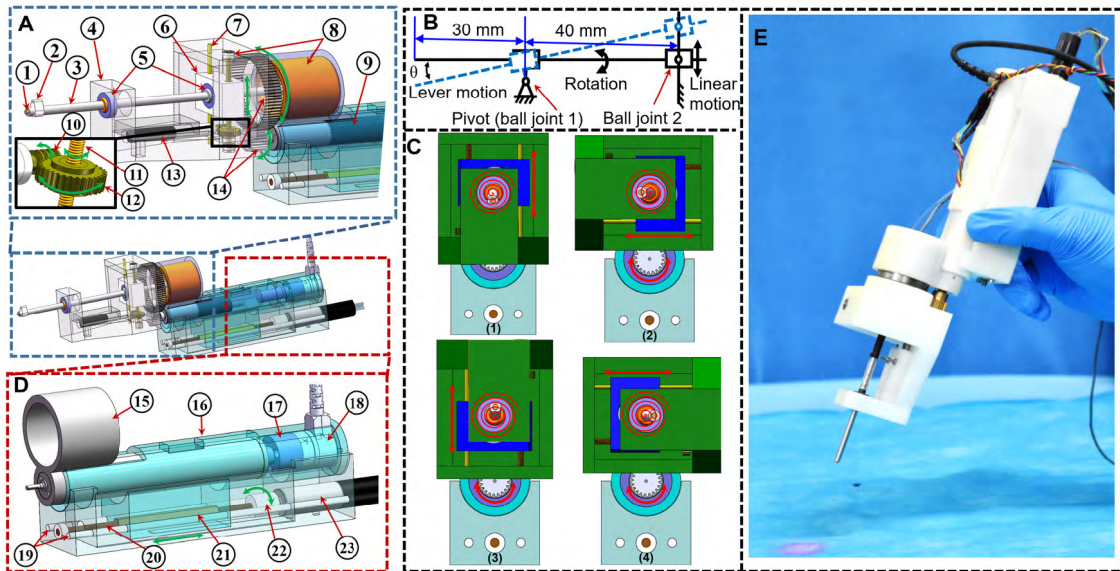 A
1
2
3
4
5
6
7
8
9
10
11
12
13
14
B
30 mm
40 mm
θ
Lever motion
Rotation
Linear
motion
Pivot (ball joint 1)
Ball joint 2
C
(1)
(2)
(3)
(4)
D
15
16
17
18
19
20
21
22
23
E